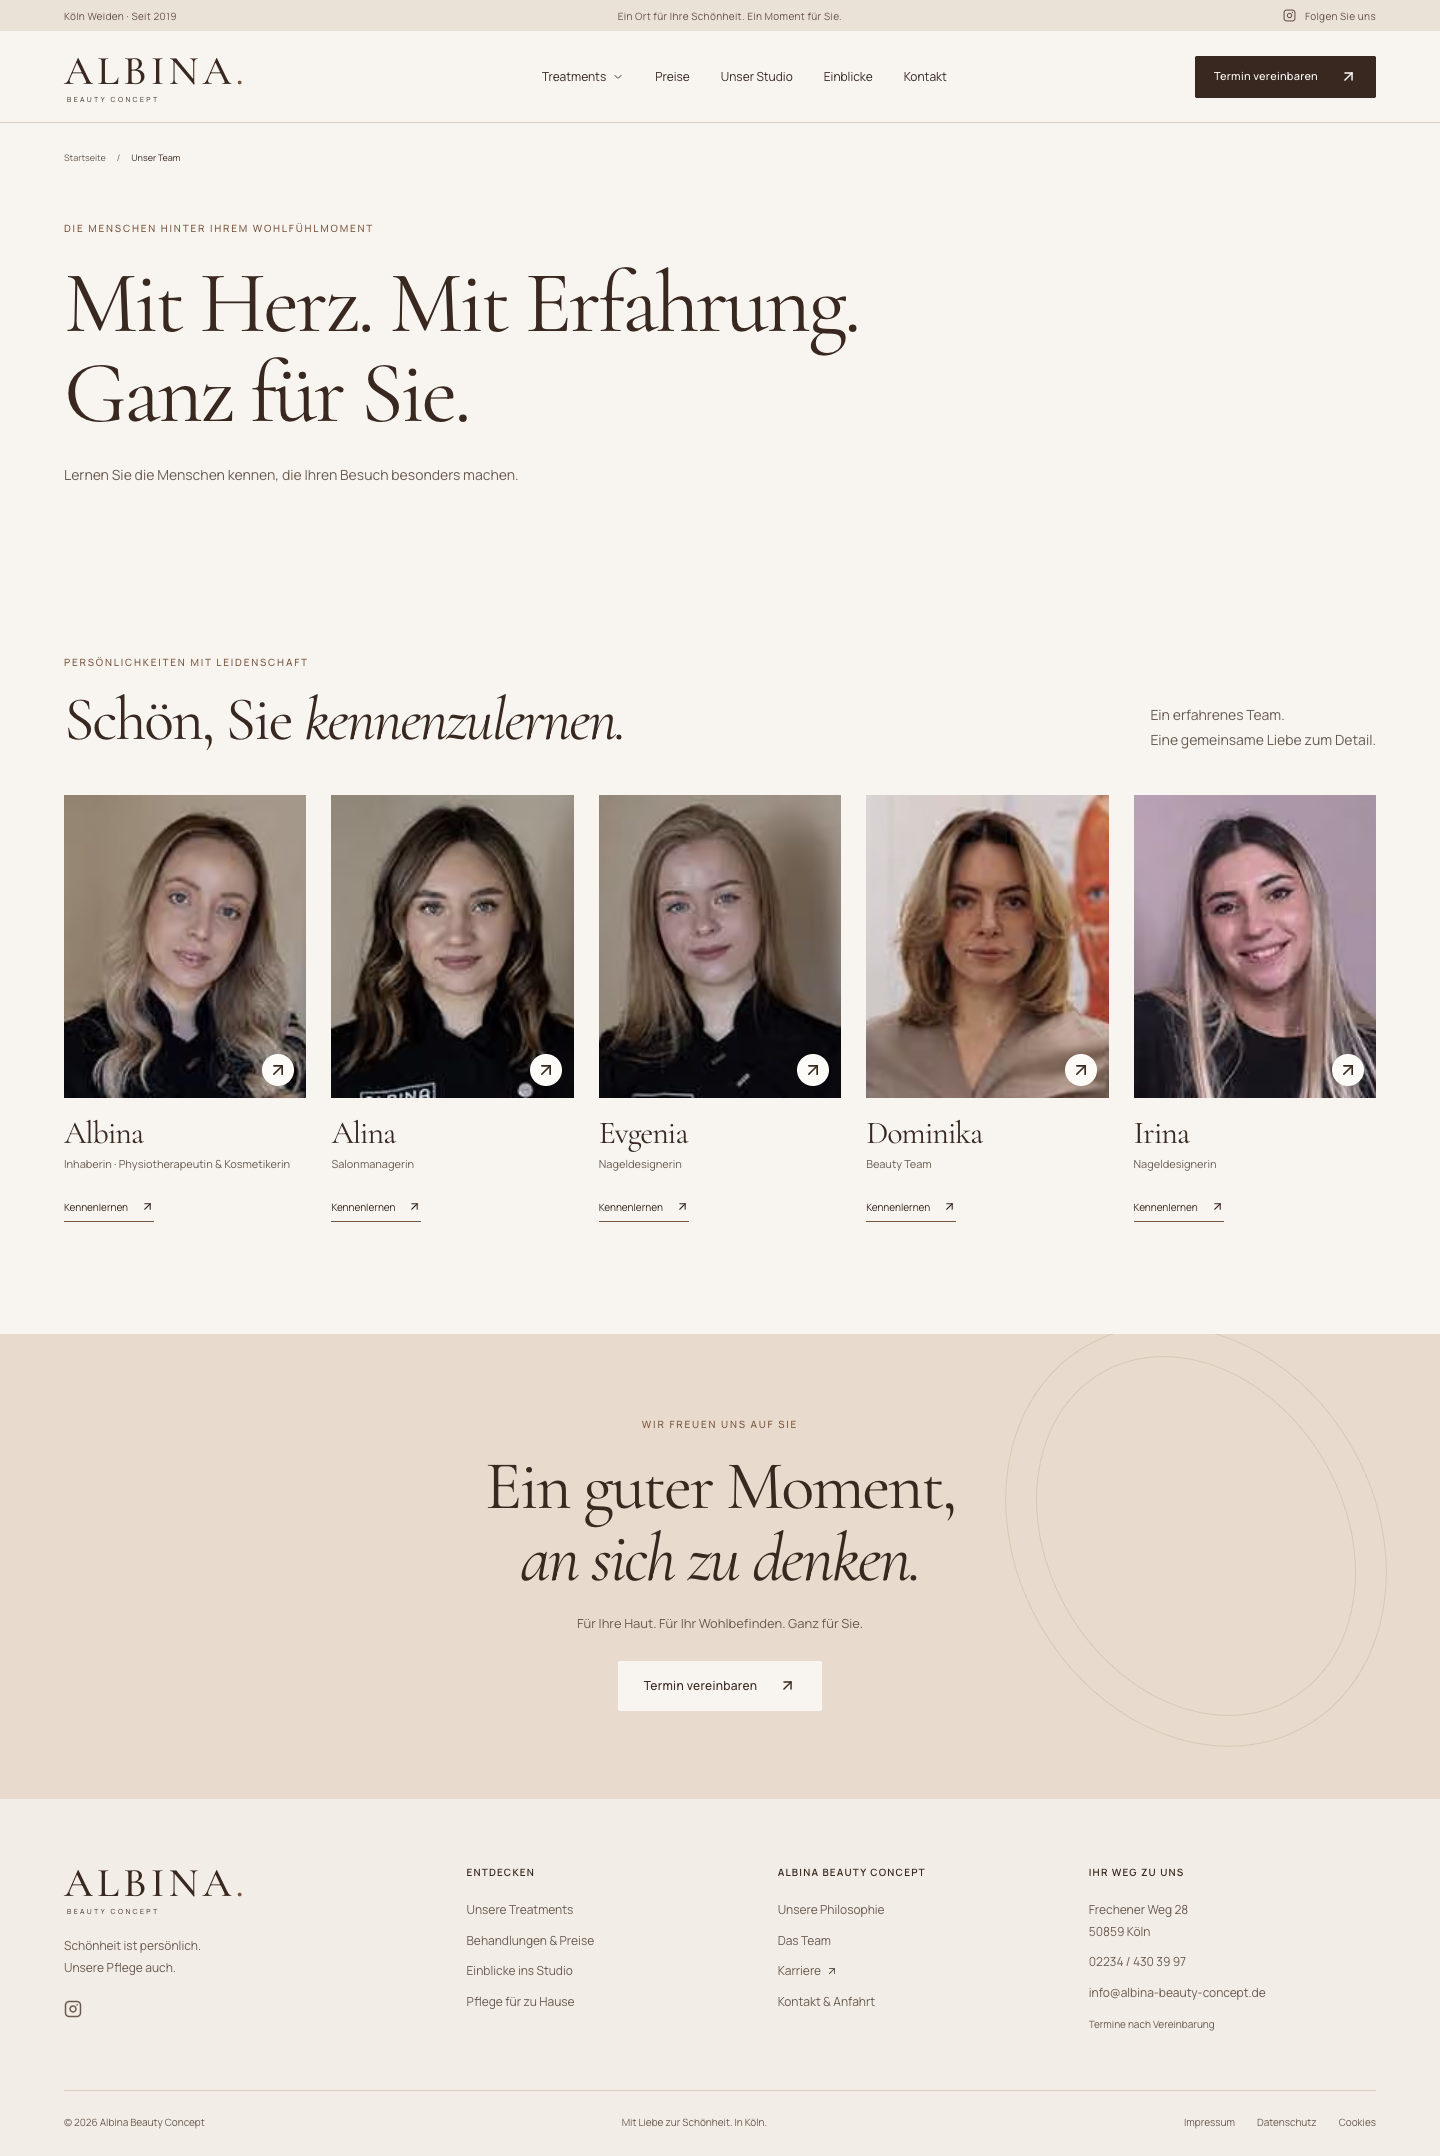 Köln Weiden · Seit 2019
Ein Ort für Ihre Schönheit. Ein Moment für Sie.
Folgen Sie uns
ALBINA.
BEAUTY CONCEPT
Treatments
Preise
Unser Studio
Einblicke
Kontakt
Termin vereinbaren
Startseite / Unser Team
DIE MENSCHEN HINTER IHREM WOHLFÜHLMOMENT
Mit Herz. Mit Erfahrung.
Ganz für Sie.
Lernen Sie die Menschen kennen, die Ihren Besuch besonders machen.
PERSÖNLICHKEITEN MIT LEIDENSCHAFT
Schön, Sie kennenzulernen.
Ein erfahrenes Team.
Eine gemeinsame Liebe zum Detail.
Albina
Inhaberin · Physiotherapeutin & Kosmetikerin
Kennenlernen
Alina
Salonmanagerin
Kennenlernen
Evgenia
Nageldesignerin
Kennenlernen
Dominika
Beauty Team
Kennenlernen
Irina
Nageldesignerin
Kennenlernen
WIR FREUEN UNS AUF SIE
Ein guter Moment,
an sich zu denken.
Für Ihre Haut. Für Ihr Wohlbefinden. Ganz für Sie.
Termin vereinbaren
ALBINA.
BEAUTY CONCEPT
Schönheit ist persönlich.
Unsere Pflege auch.
ENTDECKEN
Unsere Treatments
Behandlungen & Preise
Einblicke ins Studio
Pflege für zu Hause
ALBINA BEAUTY CONCEPT
Unsere Philosophie
Das Team
Karriere
Kontakt & Anfahrt
IHR WEG ZU UNS
Frechener Weg 28
50859 Köln
02234 / 430 39 97
info@albina-beauty-concept.de
Termine nach Vereinbarung
© 2026 Albina Beauty Concept
Mit Liebe zur Schönheit. In Köln.
Impressum
Datenschutz
Cookies